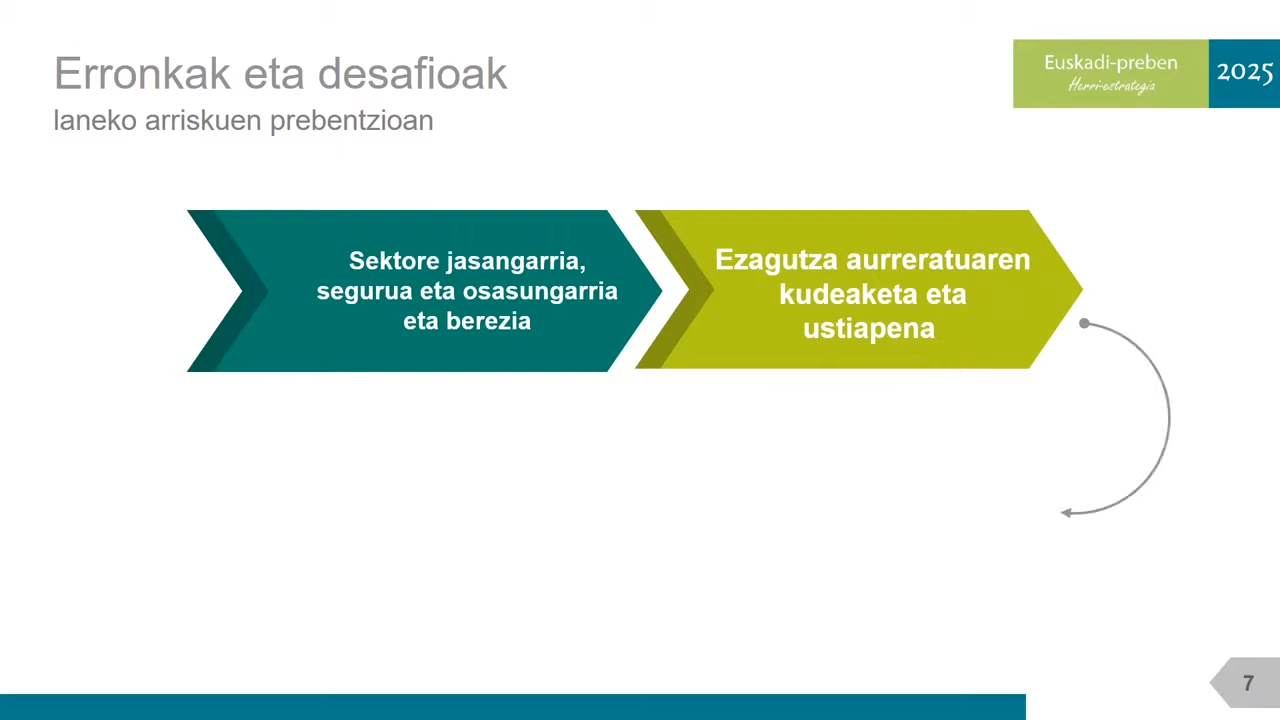 Erronkak eta desafioak
laneko arriskuen prebentzioan
Euskadi-preben
Herri-estrategia
2025
Sektore jasangarria,
segurua eta osasungarria
eta berezia
Ezagutza aurreratuaren
kudeaketa eta
ustiapena
7